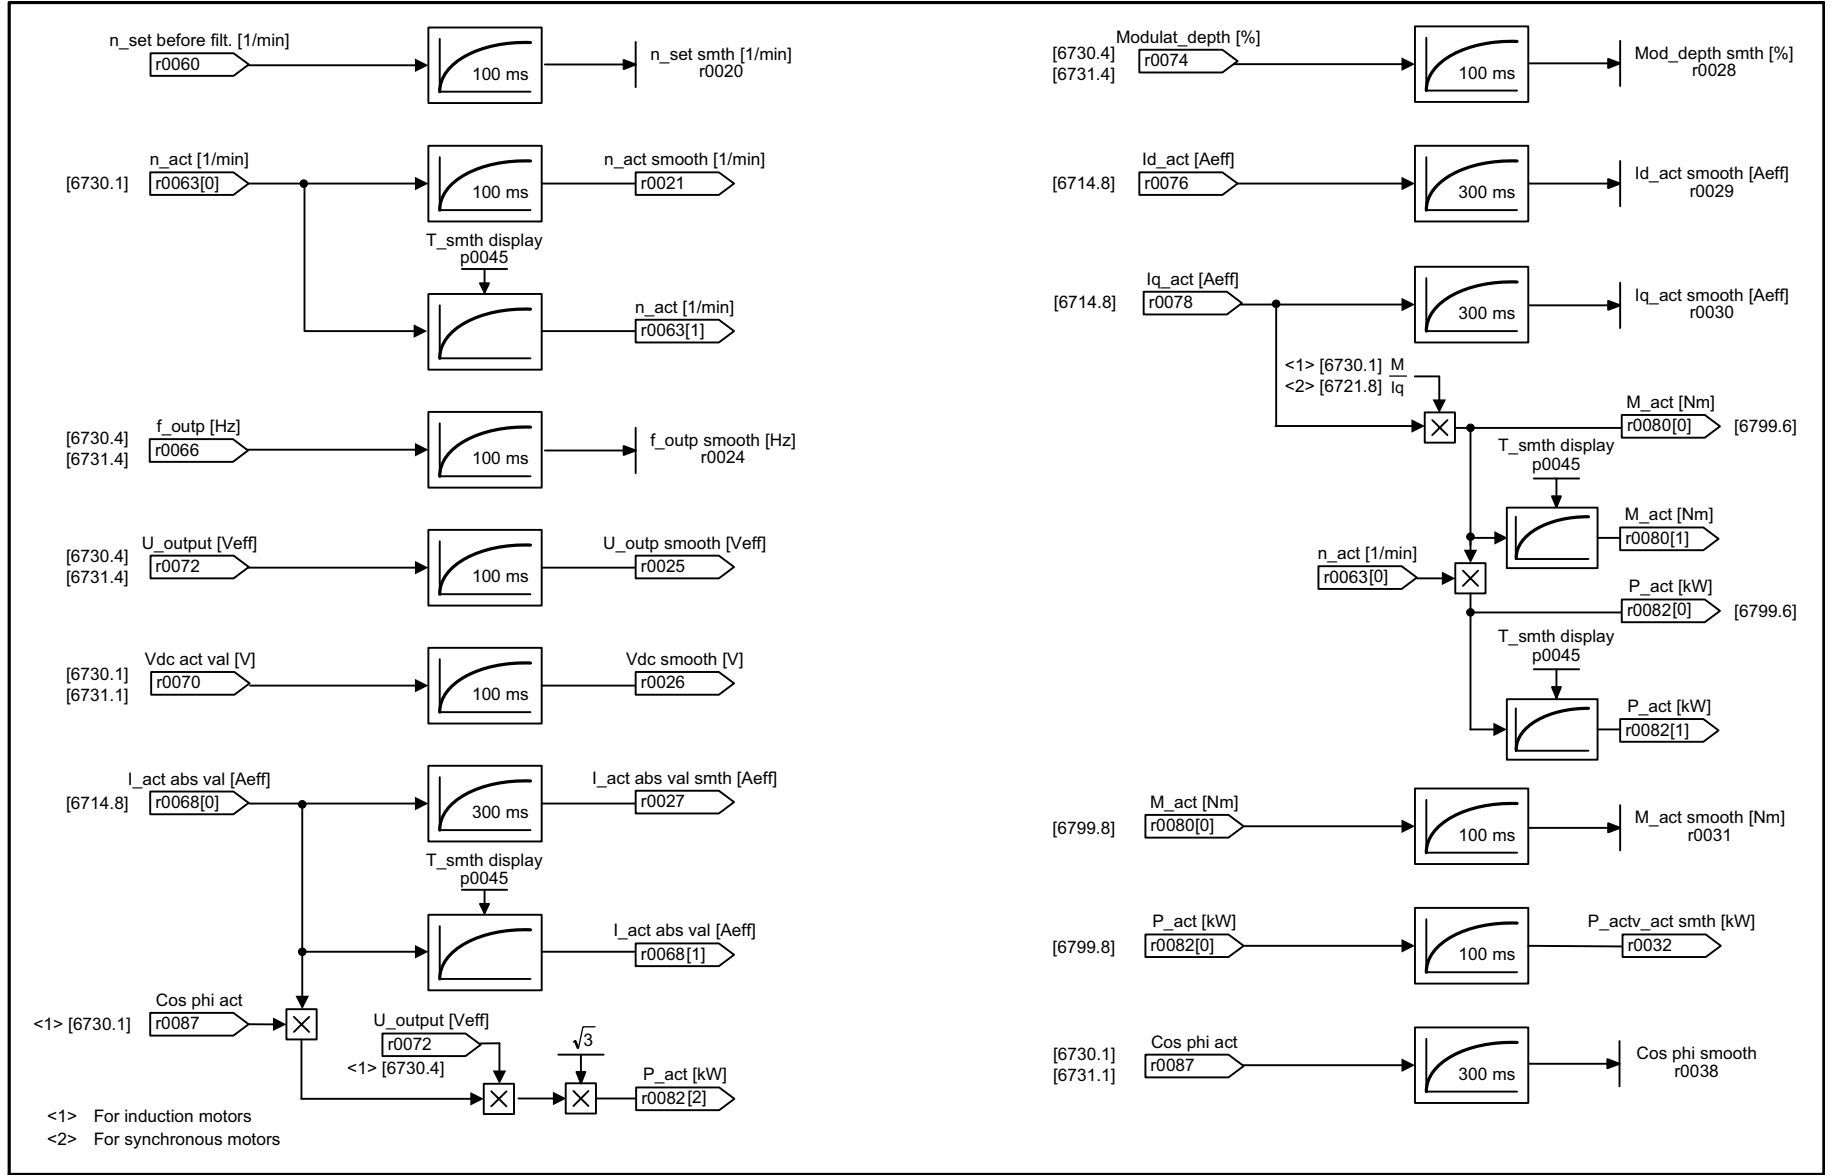 n_set before filt. [1/min]
r0060
100 ms
n_set smth [1/min]
r0020
n_act [1/min]
[6730.1]
r0063[0]
100 ms
n_act smooth [1/min]
r0021
T_smth display
p0045
n_act [1/min]
r0063[1]
f_outp [Hz]
[6730.4]
[6731.4]
r0066
100 ms
f_outp smooth [Hz]
r0024
U_output [Veff]
[6730.4]
[6731.4]
r0072
100 ms
U_outp smooth [Veff]
r0025
Vdc act val [V]
[6730.1]
[6731.1]
r0070
100 ms
Vdc smooth [V]
r0026
I_act abs val [Aeff]
[6714.8]
r0068[0]
300 ms
I_act abs val smth [Aeff]
r0027
T_smth display
p0045
I_act abs val [Aeff]
r0068[1]
Cos phi act
<1> [6730.1]
r0087
U_output [Veff]
r0072
<1> [6730.4]
√3
P_act [kW]
r0082[2]
<1> For induction motors
<2> For synchronous motors
Modulat_depth [%]
[6730.4]
[6731.4]
r0074
100 ms
Mod_depth smth [%]
r0028
Id_act [Aeff]
[6714.8]
r0076
300 ms
Id_act smooth [Aeff]
r0029
Iq_act [Aeff]
[6714.8]
r0078
300 ms
Iq_act smooth [Aeff]
r0030
<1> [6730.1] M
<2> [6721.8] Iq
M_act [Nm]
r0080[0]
[6799.6]
T_smth display
p0045
M_act [Nm]
r0080[1]
n_act [1/min]
r0063[0]
P_act [kW]
r0082[0]
[6799.6]
T_smth display
p0045
P_act [kW]
r0082[1]
M_act [Nm]
[6799.8]
r0080[0]
100 ms
M_act smooth [Nm]
r0031
P_act [kW]
[6799.8]
r0082[0]
100 ms
P_actv_act smth [kW]
r0032
Cos phi act
[6730.1]
[6731.1]
r0087
300 ms
Cos phi smooth
r0038